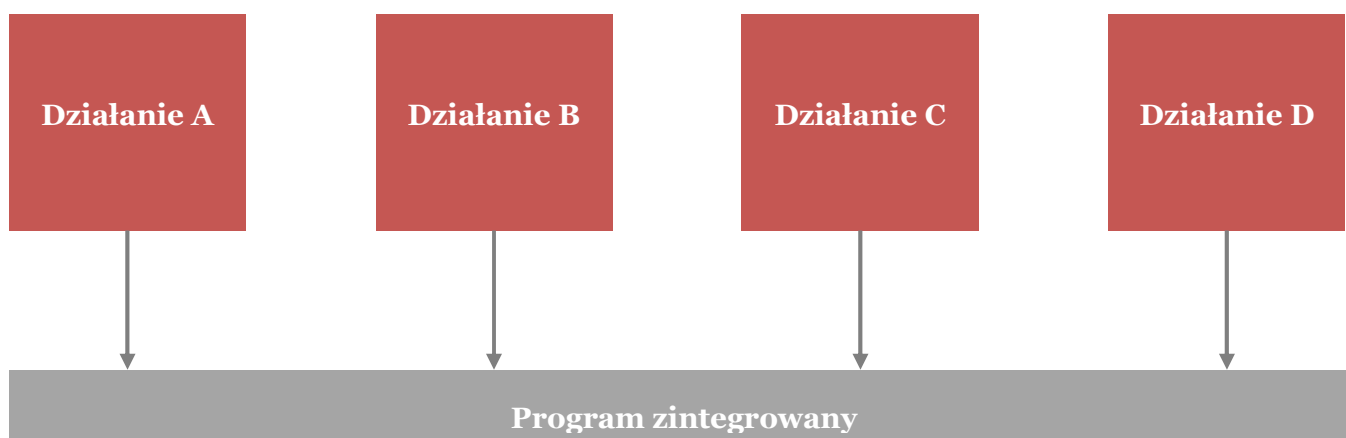 Działanie A
Działanie B
Działanie C
Działanie D
Program zintegrowany